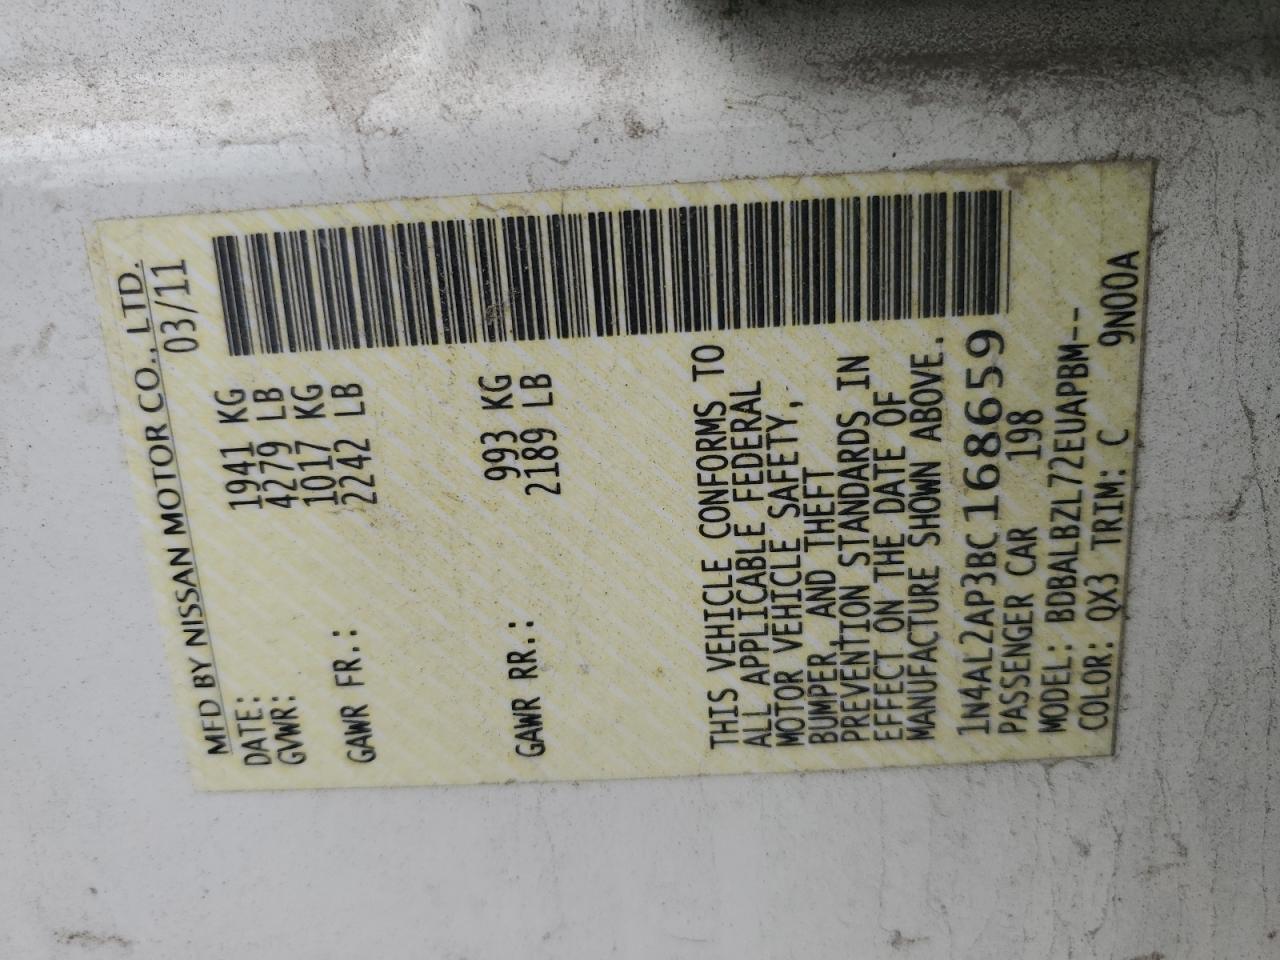 MFD BY NISSAN MOTOR CO., LTD.
DATE: 03/11
GVWR: 1941 KG
4279 LB
GAWR FR.: 1017 KG
2242 LB
GAWR RR.: 993 KG
2189 LB
THIS VEHICLE CONFORMS TO
ALL APPLICABLE FEDERAL
MOTOR VEHICLE SAFETY,
BUMPER, AND THEFT
PREVENTION STANDARDS IN
EFFECT ON THE DATE OF
MANUFACTURE SHOWN ABOVE.
1N4AL2AP3BC168659
PASSENGER CAR 198
MODEL: BDBALBZL72EUAPBM--
COLOR: QX3 TRIM: C 9N00A